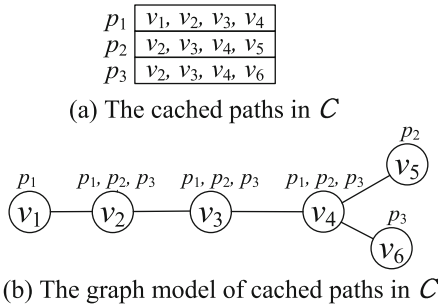 p₁ v₁, v₂, v₃, v₄
p₂ v₂, v₃, v₄, v₅
p₃ v₂, v₃, v₄, v₆
(a) The cached paths in C
p₂
p₁ p₁, p₂, p₃ p₁, p₂, p₃ p₁, p₂, p₃ v₅
v₁ v₂ v₃ v₄ p₃
v₆
(b) The graph model of cached paths in C